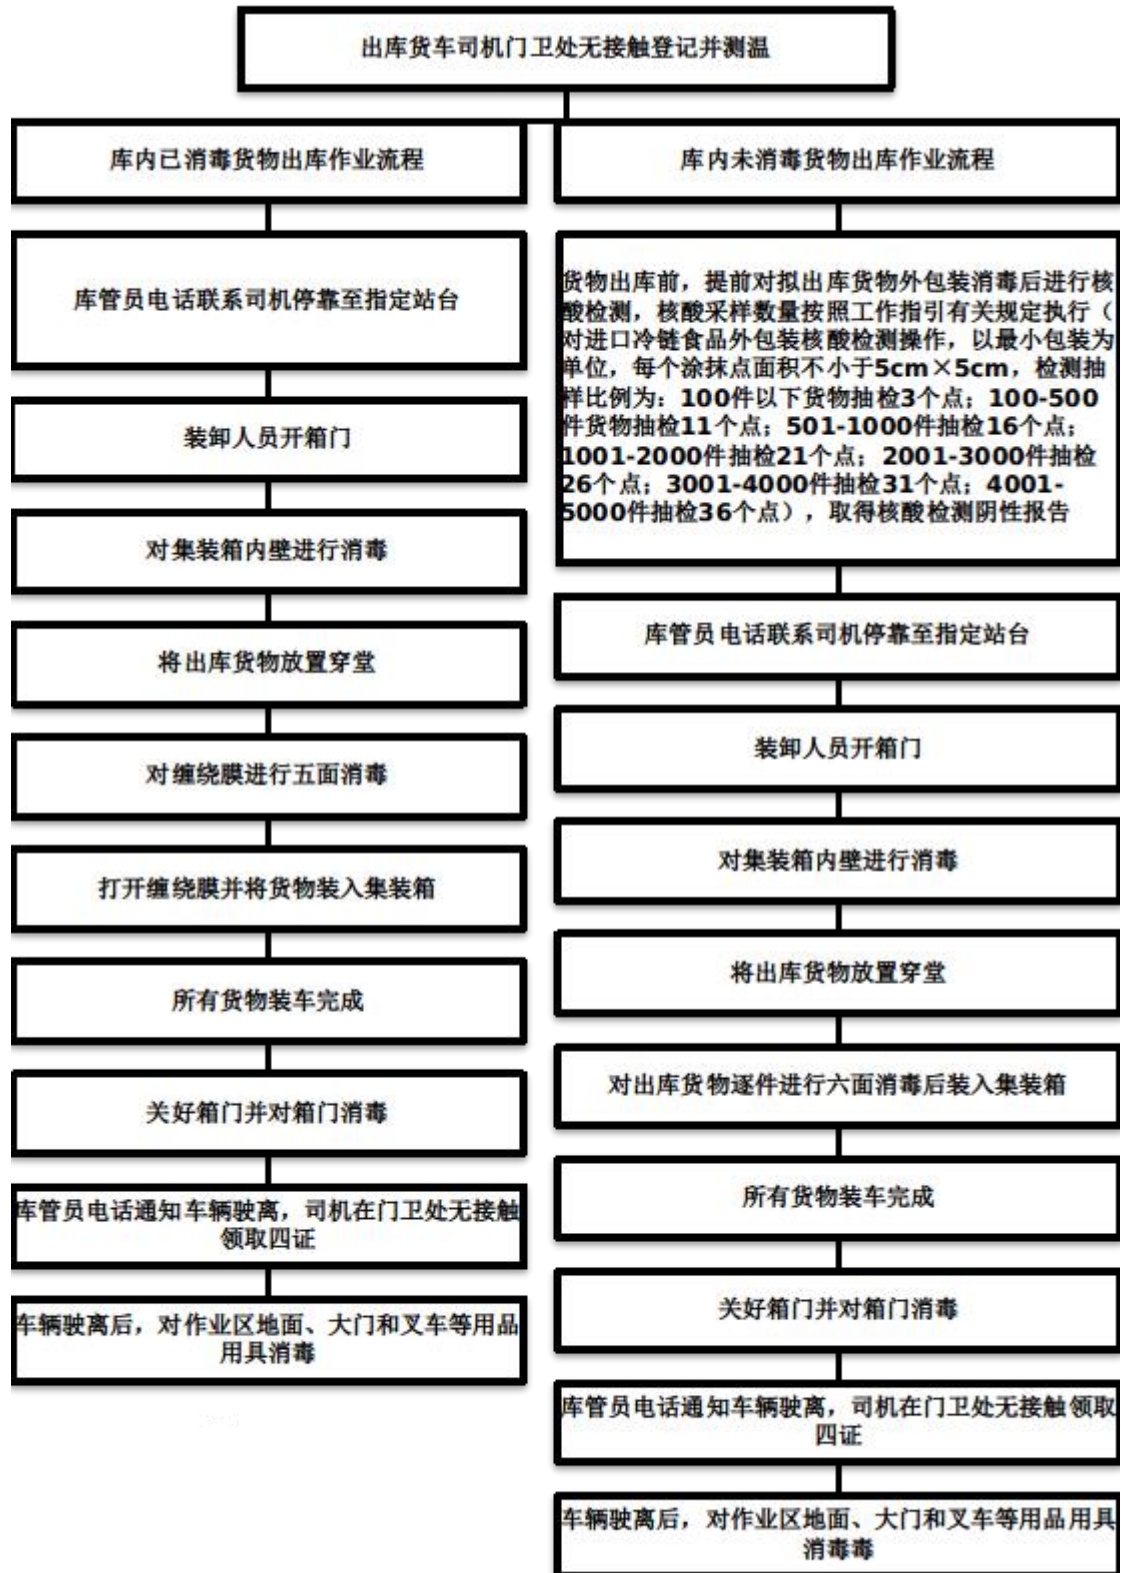 出库货车司机门卫处无接触登记并测温
库内已消毒货物出库作业流程
库管员电话联系司机停靠至指定站台
装卸人员开箱门
对集装箱内壁进行消毒
将出库货物放置穿堂
对缠绕膜进行五面消毒
打开缠绕膜并将货物装入集装箱
所有货物装车完成
关好箱门并对箱门消毒
库管员电话通知车辆驶离，司机在门卫处无接触
领取四证
车辆驶离后，对作业区地面、大门和叉车等用品
用具消毒
库内未消毒货物出库作业流程
货物出库前，提前对拟出库货物外包装消毒后进行核
酸检测，核酸采样数量按照工作指引有关规定执行（
对进口冷链食品外包装核酸检测操作，以最小包装为
单位，每个涂抹点面积不小于5cm×5cm，检测抽
样比例为：100件以下货物抽检3个点；100-500
件货物抽检11个点；501-1000件抽检16个点；
1001-2000件抽检21个点；2001-3000件抽检
26个点；3001-4000件抽检31个点；4001-
5000件抽检36个点），取得核酸检测阴性报告
库管员电话联系司机停靠至指定站台
装卸人员开箱门
对集装箱内壁进行消毒
将出库货物放置穿堂
对出库货物逐件进行六面消毒后装入集装箱
所有货物装车完成
关好箱门并对箱门消毒
库管员电话通知车辆驶离，司机在门卫处无接触领取
四证
车辆驶离后，对作业区地面、大门和叉车等用品用具
消毒毒